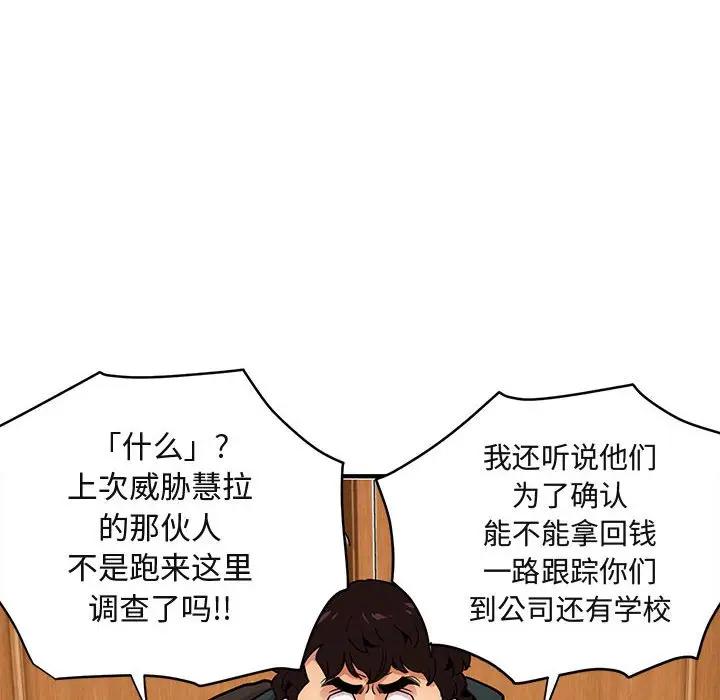 「什么」?
上次威胁慧拉
的那伙人
不是跑来这里
调查了吗!!
我还听说他们
为了确认
能不能拿回钱
一路跟踪你们
到公司还有学校